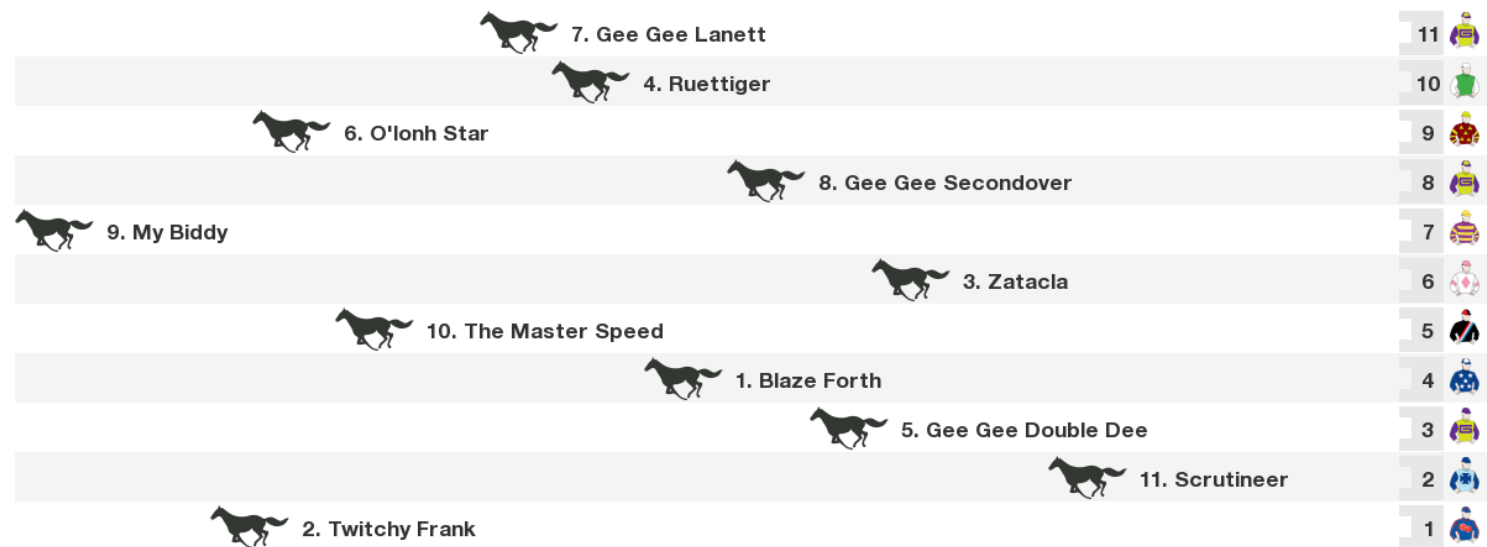 7. Gee Gee Lanett 11
4. Ruettiger 10
6. O'lonh Star 9
8. Gee Gee Secondover 8
9. My Biddy 7
3. Zatacla 6
10. The Master Speed 5
1. Blaze Forth 4
5. Gee Gee Double Dee 3
11. Scrutineer 2
2. Twitchy Frank 1